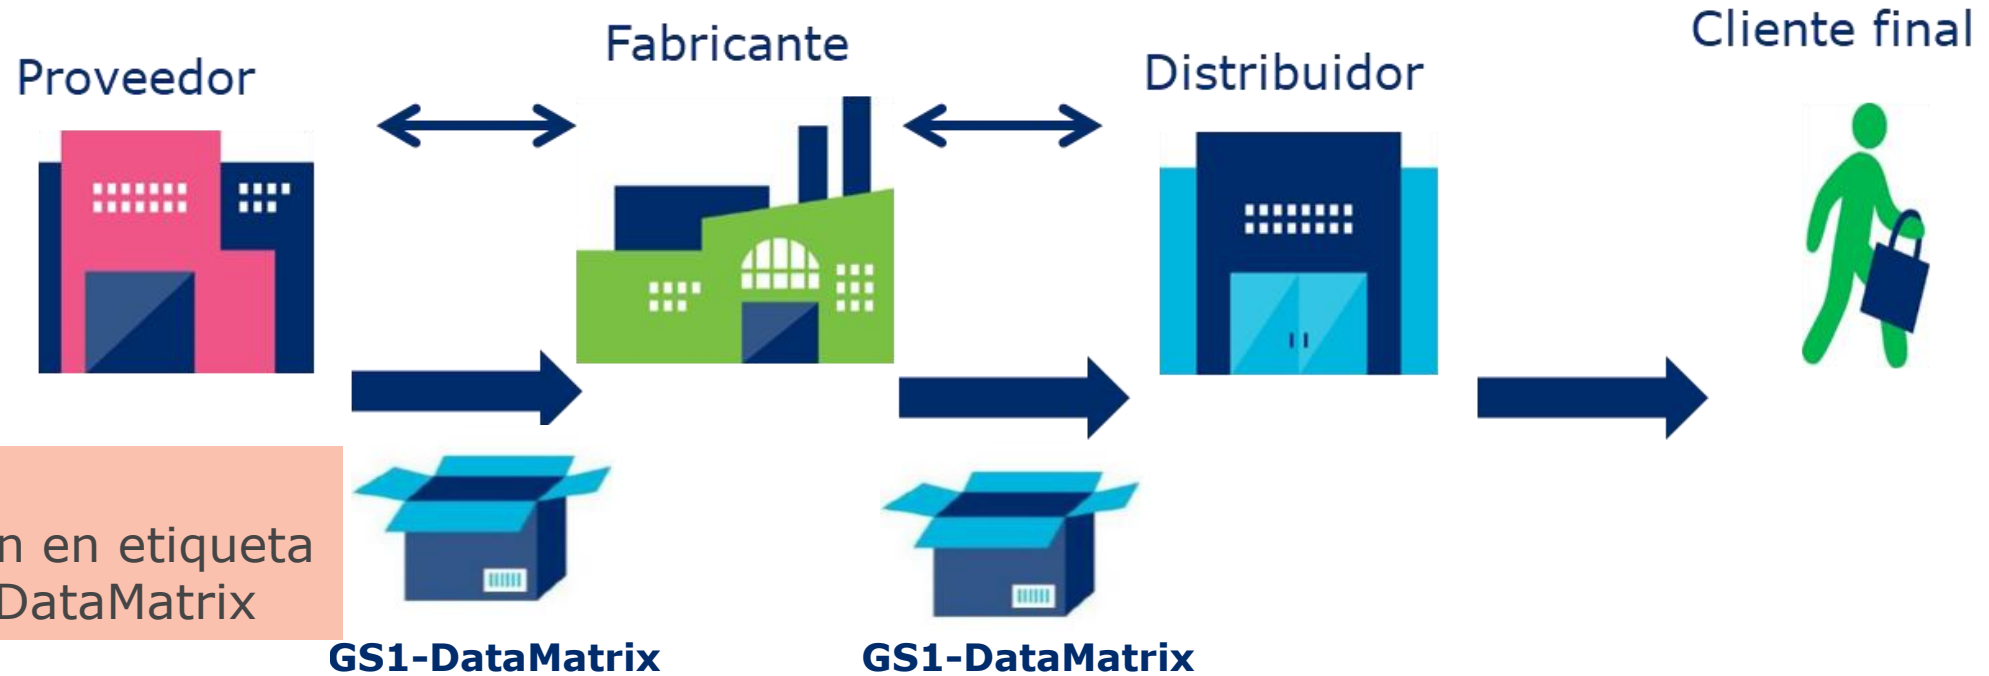 Proveedor
Fabricante
Distribuidor
Cliente final
n en etiqueta
DataMatrix
GS1-DataMatrix
GS1-DataMatrix